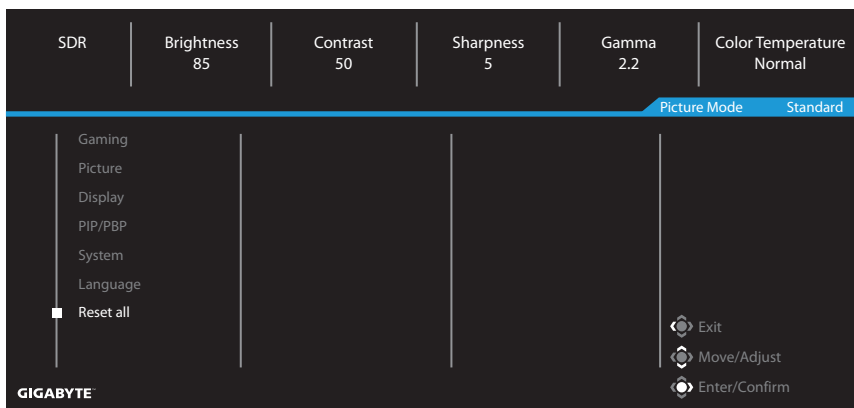 SDR
Brightness
85
Contrast
50
Sharpness
5
Gamma
2.2
Color Temperature
Normal
Picture Mode Standard
Gaming
Picture
Display
PIP/PBP
System
Language
Reset all
Exit
Move/Adjust
Enter/Confirm
GIGABYTE™